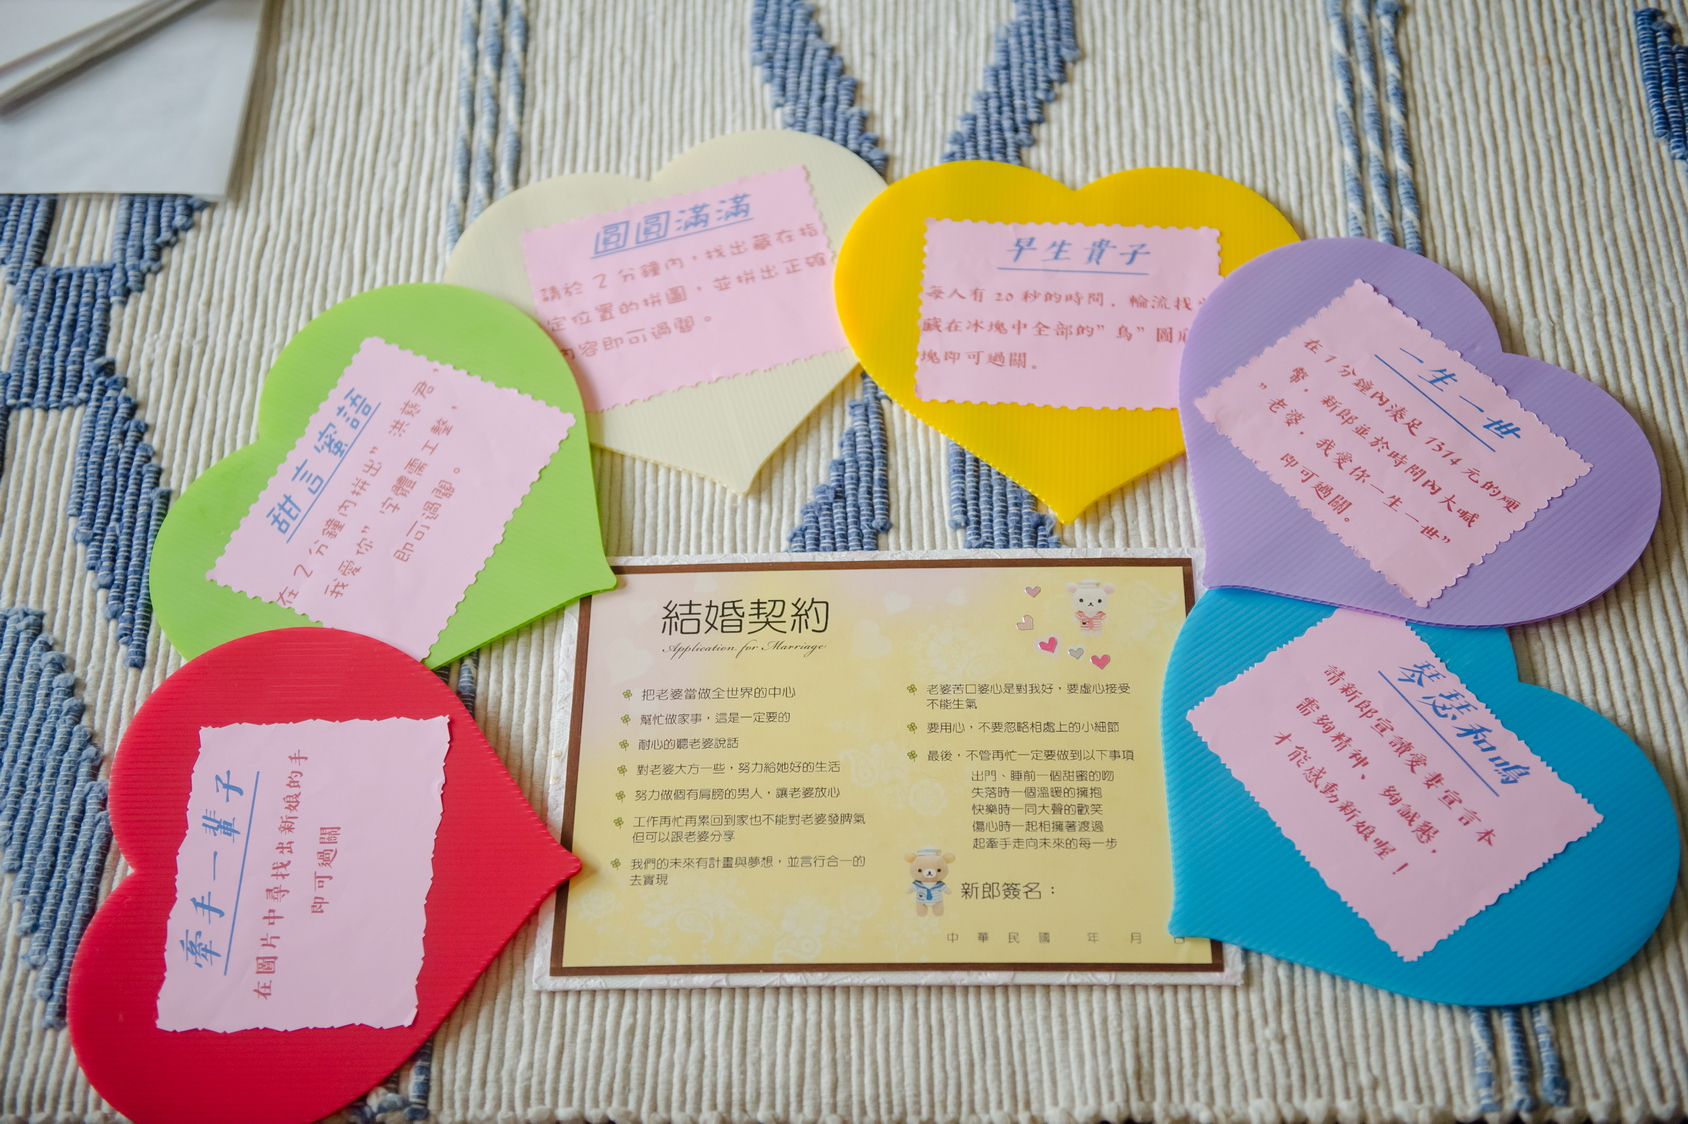 牽手一輩子
在圖片中尋找出新娘的手
即可過關
甜言蜜語
在 2 分鐘內拼出” 洪慈君，
我愛你” 字體需工整，
即可過關。
圓圓滿滿
請於 2 分鐘內，找出藏在指
定位置的拼圖，並拼出正確
內容即可過關。
早生貴子
每人有 20 秒的時間，輪流找
藏在冰塊中全部的” 鳥” 圖
塊即可過關。
一生一世
在 1 分鐘內湊足 1314 元的硬
幣，新郎並於時間內大喊
”老婆，我愛你一生一世”
即可過關。
琴瑟和鳴
請新郎宣讀愛妻宣言本
需夠精神、夠誠懇，
才能感動新娘喔！
結婚契約
Application for Marriage
把老婆當做全世界的中心
幫忙做家事，這是一定要的
耐心的聽老婆說話
對老婆大方一些，努力給她好的生活
努力做個有肩膀的男人，讓老婆放心
工作再忙再累回到家也不能對老婆發脾氣
但可以跟老婆分享
我們的未來有計畫與夢想，並言行合一的
去實現
老婆苦口婆心是對我好，要虛心接受
不能生氣
要用心，不要忽略相處上的小細節
最後，不管再忙一定要做到以下事項
出門、睡前一個甜蜜的吻
失落時一個溫暖的擁抱
快樂時一同大聲的歡笑
傷心時一起相擁著渡過
起牽手走向未來的每一步
新郎簽名：
中 華 民 國 年 月 日